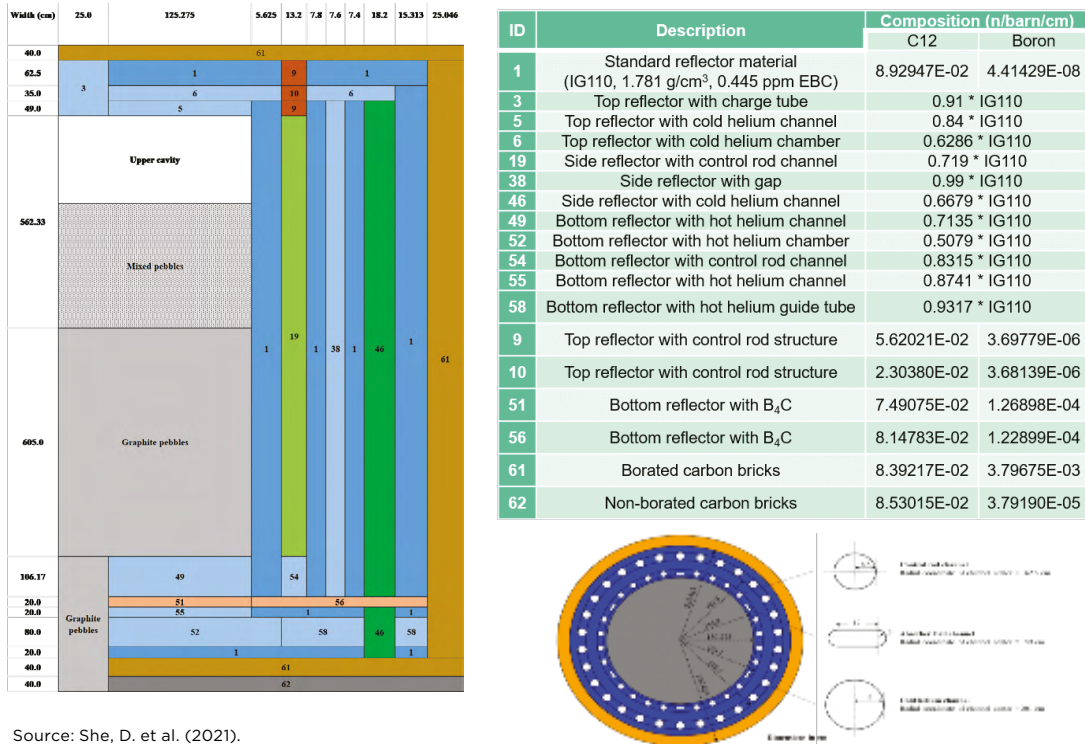 Width (cm) 25.0 125.275 5.625 13.2 7.8 7.6 7.4 18.2 15.313 25.046
40.0 61
62.5 3 1 9 1
35.0 6 10 6
49.0 5 9
Upper cavity
562.33
Mixed pebbles
19
1 1 38 1 46 1 61
605.0 Graphite pebbles
106.17 49 54
20.0 51 56
20.0 55 1 1
Graphite pebbles
80.0 52 58 46 58
20.0 1 1
40.0 61
40.0 62
Source: She, D. et al. (2021).
ID Description Composition (n/barn/cm)
C12 Boron
1 Standard reflector material (IG110, 1.781 g/cm³, 0.445 ppm EBC) 8.92947E-02 4.41429E-08
3 Top reflector with charge tube 0.91 * IG110
5 Top reflector with cold helium channel 0.84 * IG110
6 Top reflector with cold helium chamber 0.6286 * IG110
19 Side reflector with control rod channel 0.719 * IG110
38 Side reflector with gap 0.99 * IG110
46 Side reflector with cold helium channel 0.6679 * IG110
49 Bottom reflector with hot helium channel 0.7135 * IG110
52 Bottom reflector with hot helium chamber 0.5079 * IG110
54 Bottom reflector with control rod channel 0.8315 * IG110
55 Bottom reflector with hot helium channel 0.8741 * IG110
58 Bottom reflector with hot helium guide tube 0.9317 * IG110
9 Top reflector with control rod structure 5.62021E-02 3.69779E-06
10 Top reflector with control rod structure 2.30380E-02 3.68139E-06
51 Bottom reflector with B₄C 7.49075E-02 1.26898E-04
56 Bottom reflector with B₄C 8.14783E-02 1.22899E-04
61 Borated carbon bricks 8.39217E-02 3.79675E-03
62 Non-borated carbon bricks 8.53015E-02 3.79190E-05
Control rod channel